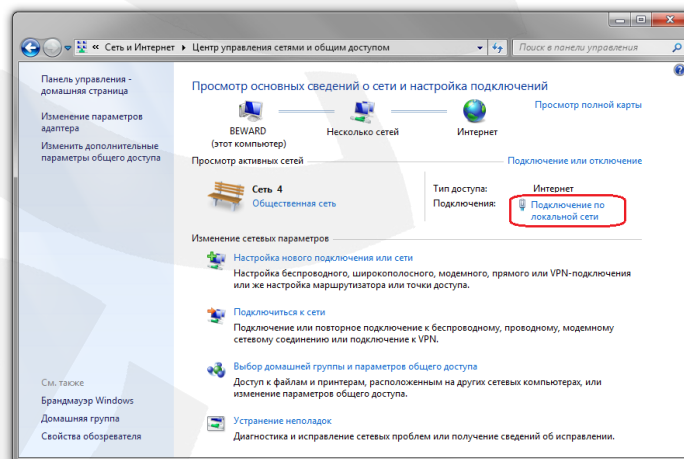 « Сеть и Интернет ▸ Центр управления сетями и общим доступом
Поиск в панели управления
Панель управления -
домашняя страница
Изменение параметров
адаптера
Изменить дополнительные
параметры общего доступа
Просмотр основных сведений о сети и настройка подключений
BEWARD
(этот компьютер)
Несколько сетей
Интернет
Просмотр полной карты
Просмотр активных сетей
Подключение или отключение
Сеть 4
Общественная сеть
Тип доступа: Интернет
Подключения: Подключение по
локальной сети
Изменение сетевых параметров
Настройка нового подключения или сети
Настройка беспроводного, широкополосного, модемного, прямого или VPN-подключения
или же настройка маршрутизатора или точки доступа.
Подключиться к сети
Подключение или повторное подключение к беспроводному, проводному, модемному
сетевому соединению или подключение к VPN.
Выбор домашней группы и параметров общего доступа
Доступ к файлам и принтерам, расположенным на других сетевых компьютерах, или
изменение параметров общего доступа.
Устранение неполадок
Диагностика и исправление сетевых проблем или получение сведений об исправлении.
См. также
Брандмауэр Windows
Домашняя группа
Свойства обозревателя